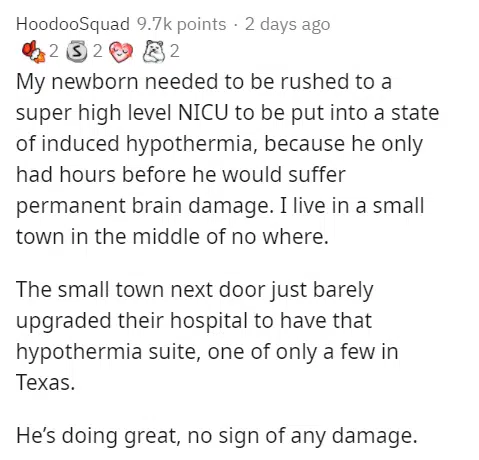 HoodooSquad 9.7k points · 2 days ago
2 S 2 2
My newborn needed to be rushed to a
super high level NICU to be put into a state
of induced hypothermia, because he only
had hours before he would suffer
permanent brain damage. I live in a small
town in the middle of no where.
The small town next door just barely
upgraded their hospital to have that
hypothermia suite, one of only a few in
Texas.
He’s doing great, no sign of any damage.